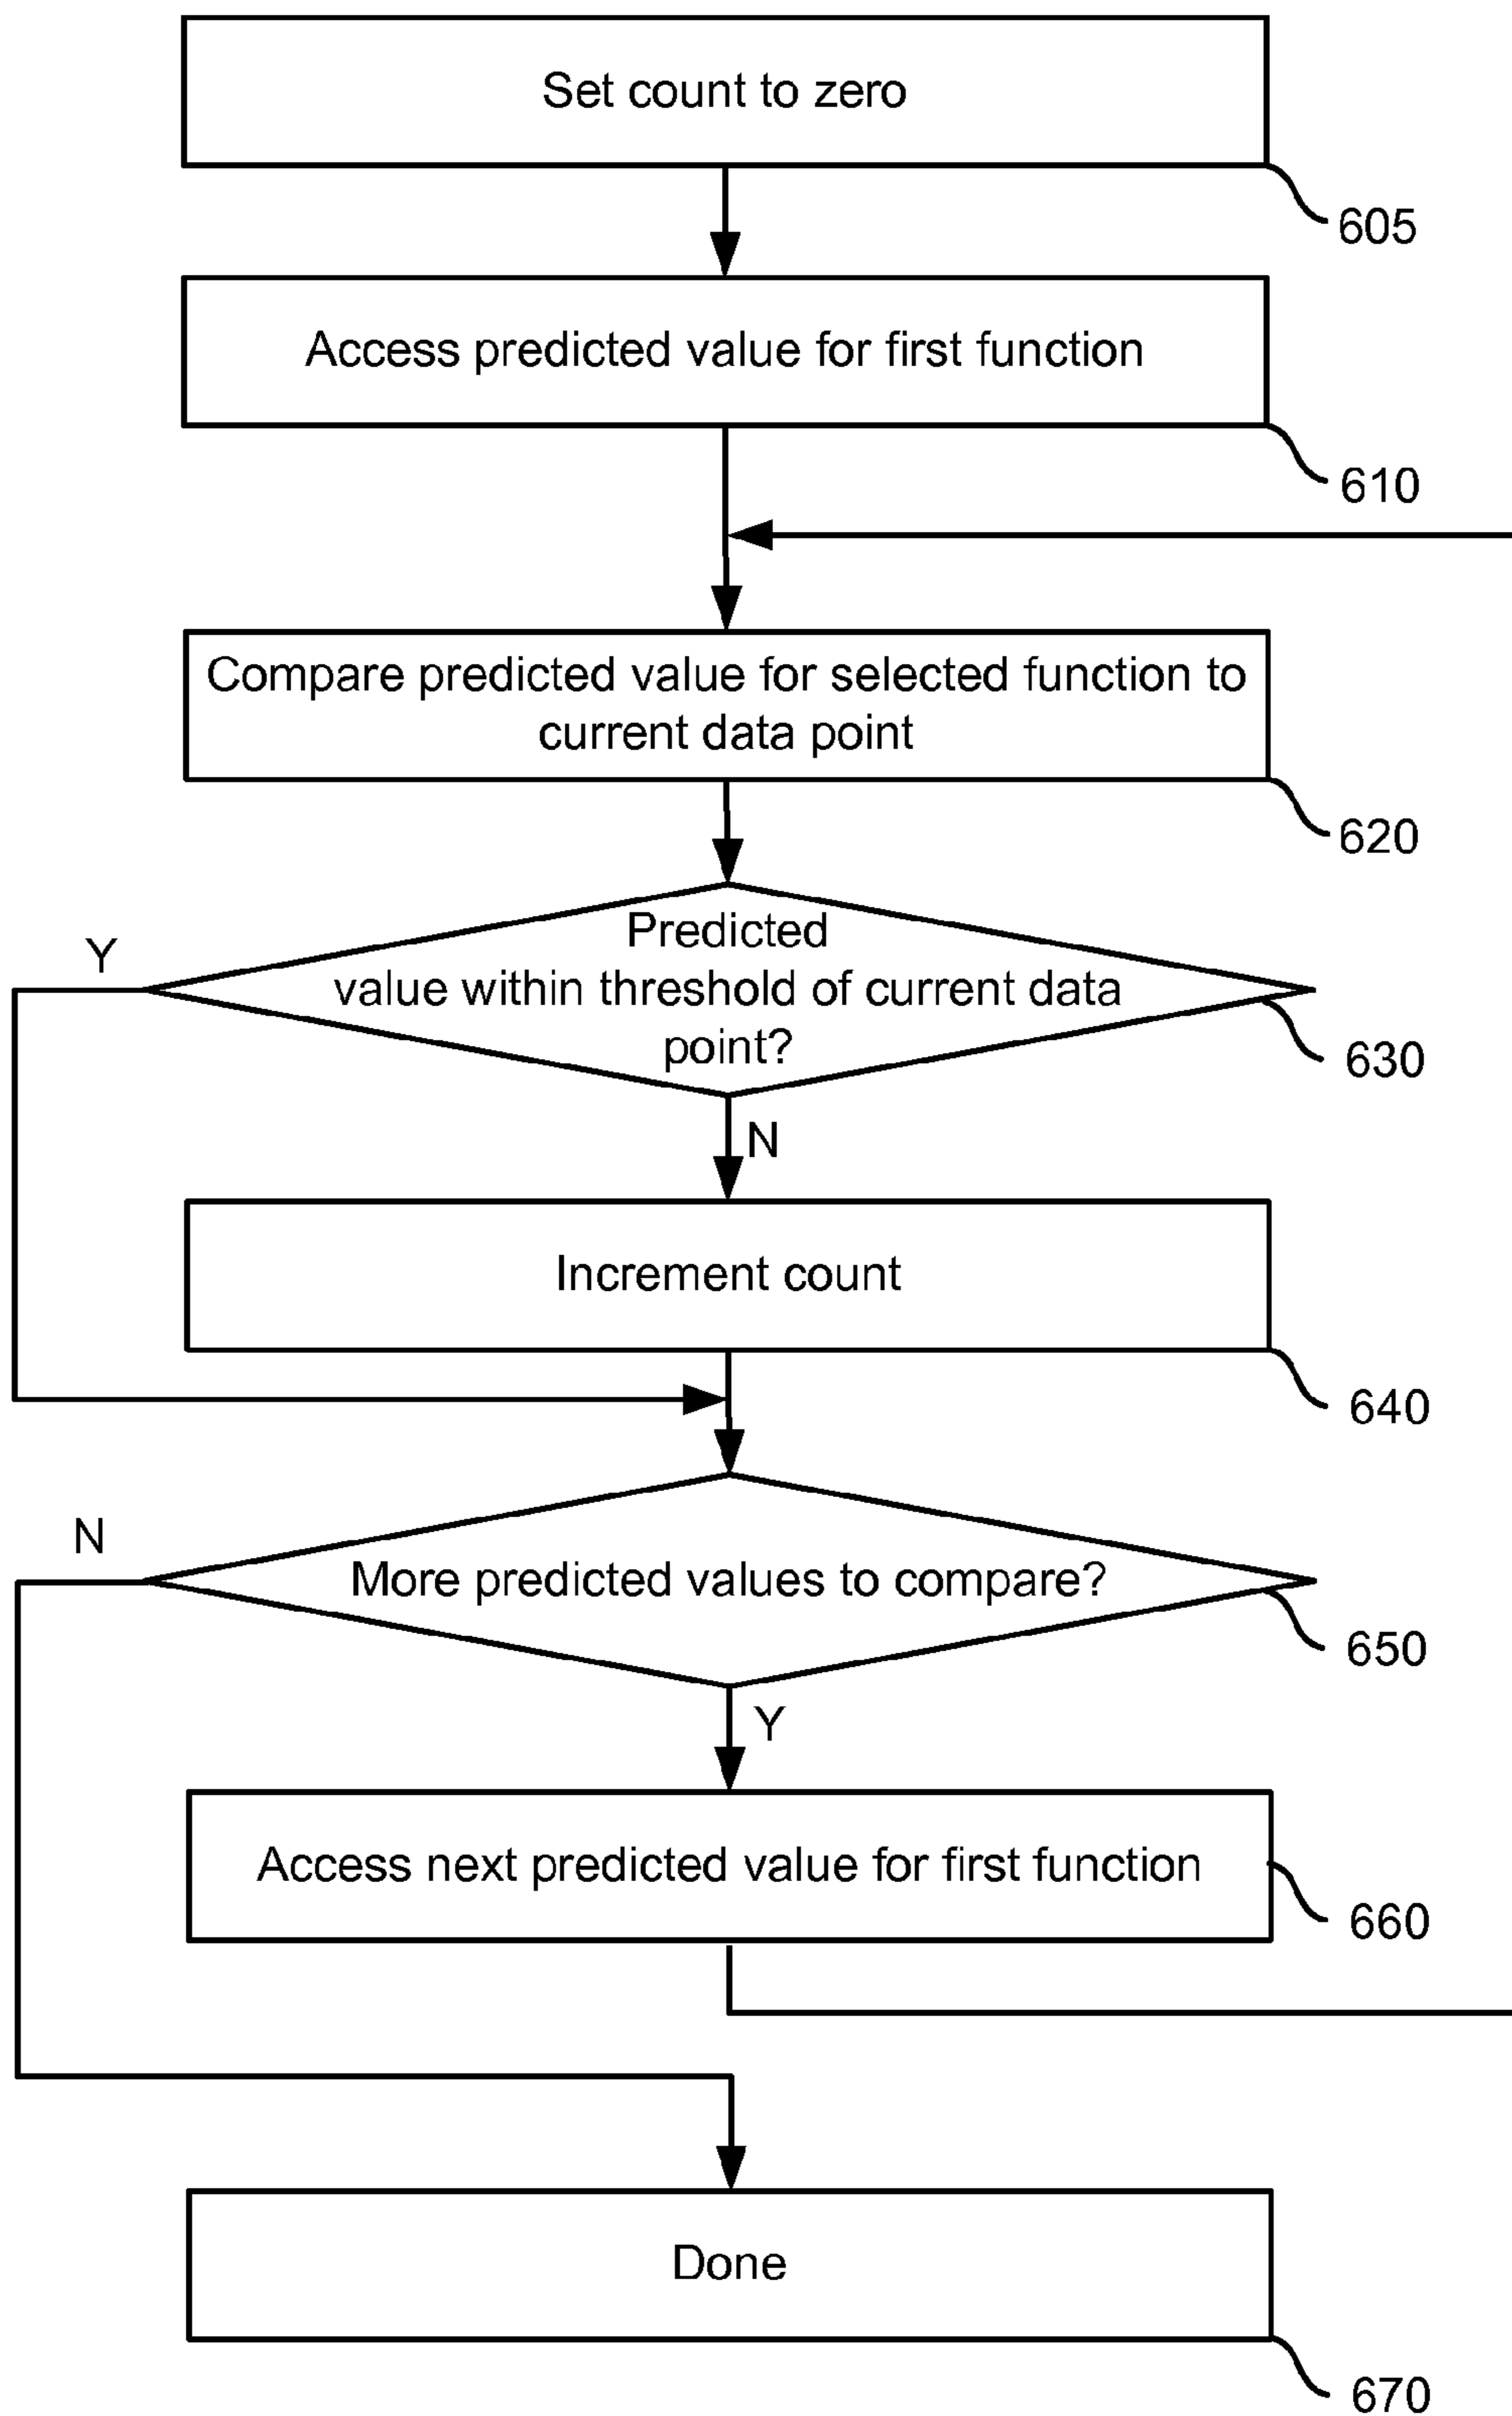 Set count to zero
605
Access predicted value for first function
610
Compare predicted value for selected function to
current data point
620
Predicted
value within threshold of current data
point?
Y
630
N
Increment count
640
More predicted values to compare?
N
650
Y
Access next predicted value for first function
660
Done
670